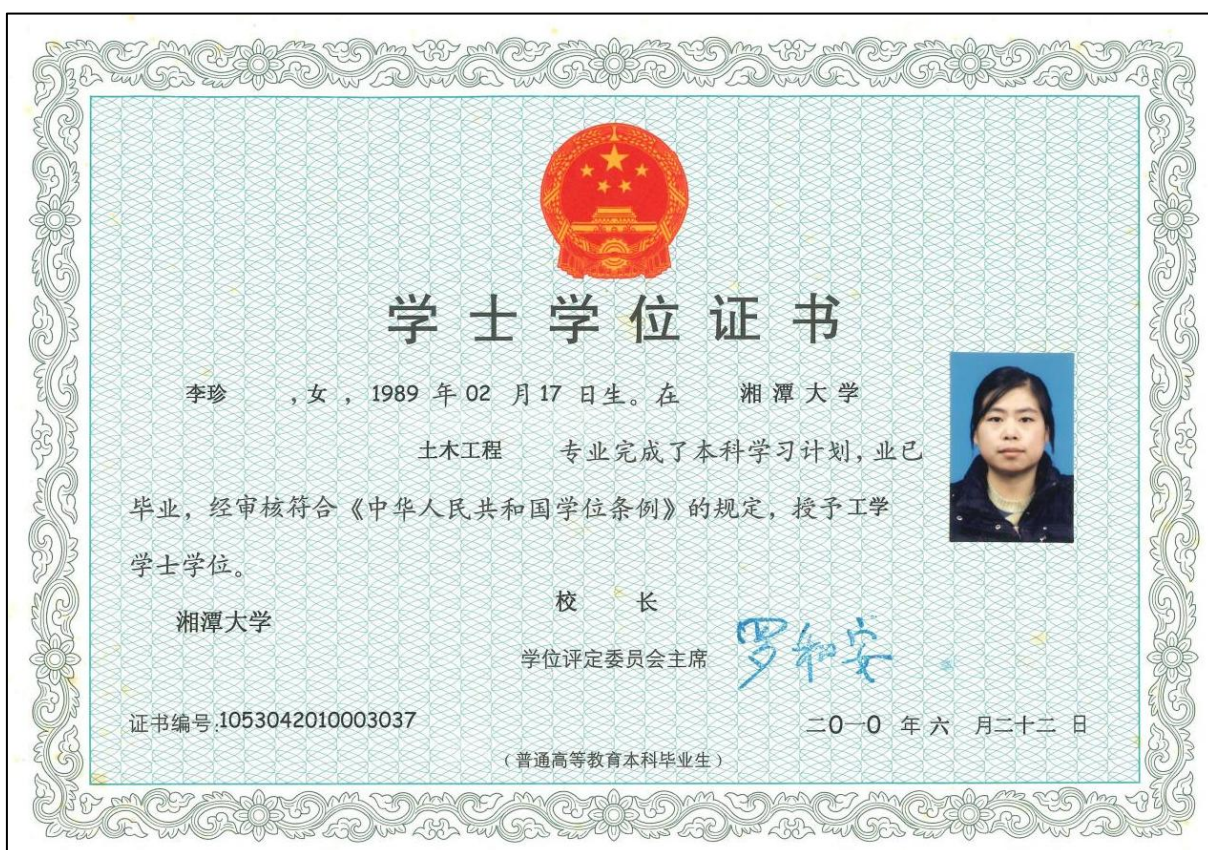 学士学位证书
李珍 ,女, 1989 年 02 月 17 日生。在 湘潭大学
土木工程 专业完成了本科学习计划,业已
毕业,经审核符合《中华人民共和国学位条例》的规定,授予工学
学士学位。
湘潭大学
校 长
学位评定委员会主席
罗和安
证书编号:1053042010003037
二0一0 年 六 月二十二 日
(普通高等教育本科毕业生)